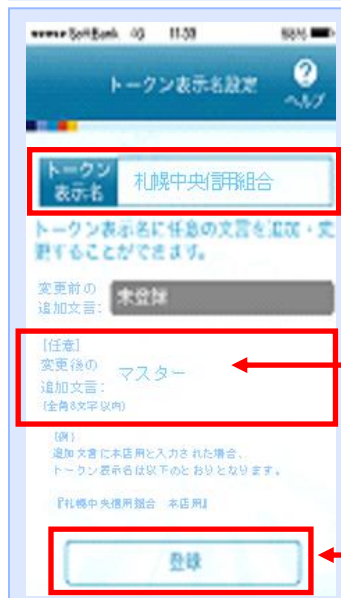 SoftBank 4G 11:33
トークン表示名設定
?
ヘルプ
トークン
表示名
札幌中央信用組合
トークン表示名に任意の文言を追加・変
更することができます。
変更前の
追加文言:
未登録
[任意]
変更後の
追加文言:
マスター
(全角8文字以内)
(例)
追加文言に本店用と入力された場合、
トークン表示名は以下のとおりとなります。
『札幌中央信用組合 本店用』
登録